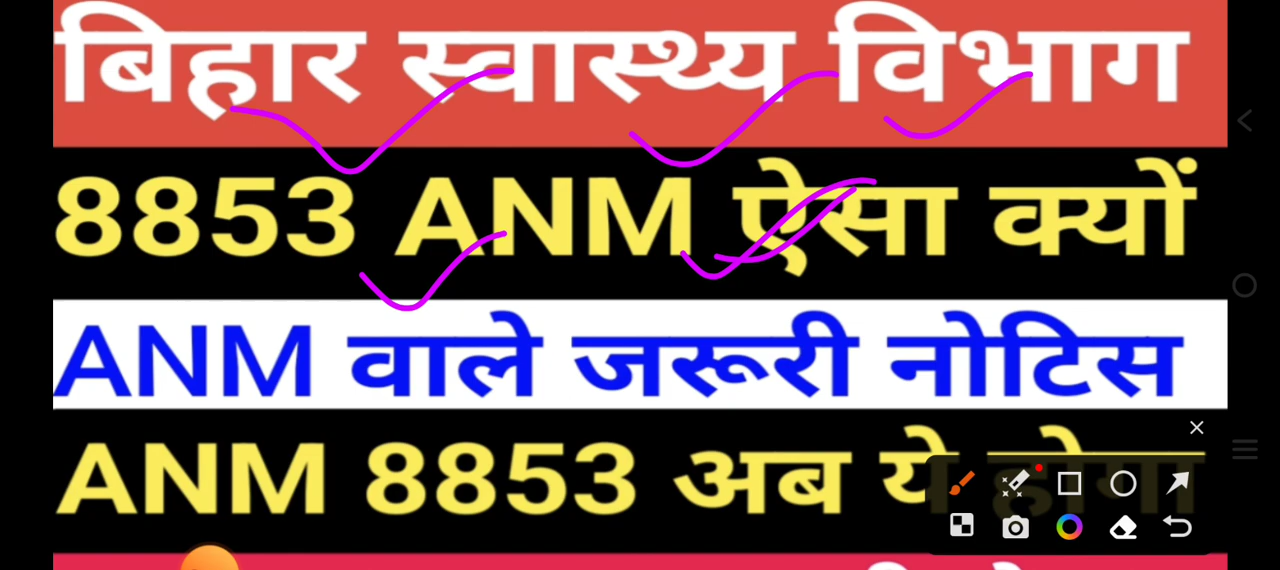 बिहार स्वास्थ्य विभाग
8853 ANM ऐसा क्यों
ANM वाले जरूरी नोटिस
ANM 8853 अब ये होगा